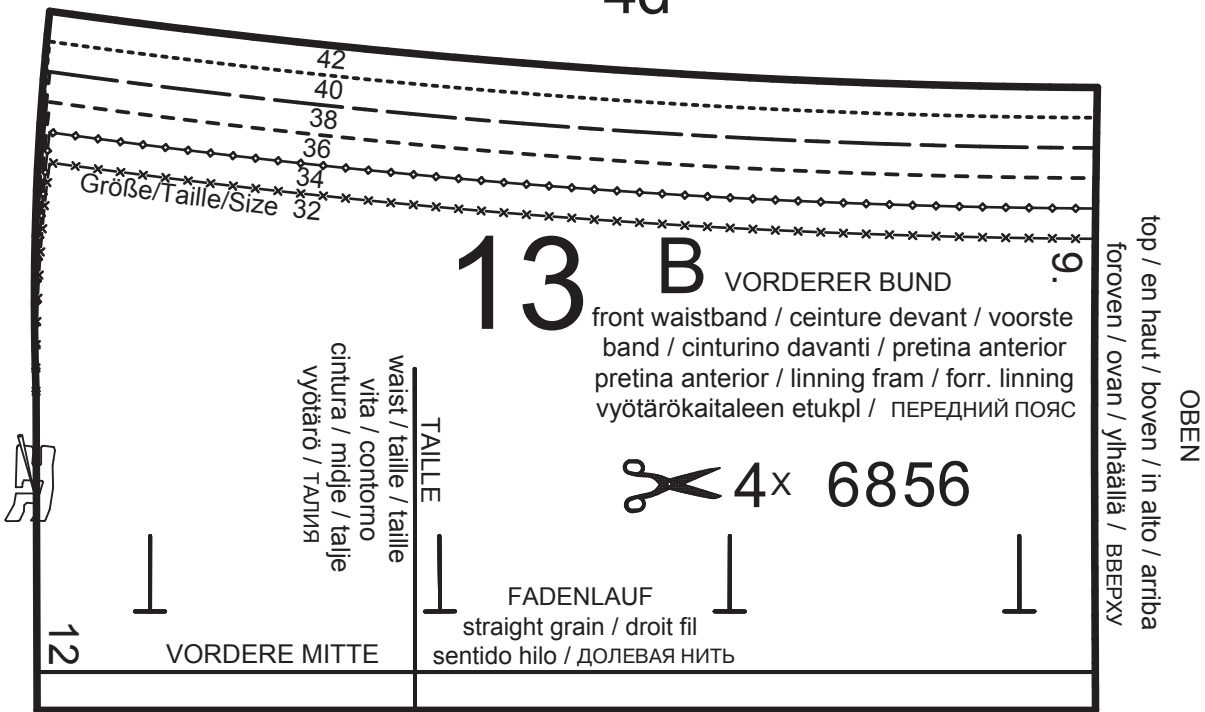 4d
42
40
38
36
34
Größe/Taille/Size 32
13 B VORDERER BUND
front waistband / ceinture devant / voorste
band / cinturino davanti / pretina anterior
pretina anterior / linning fram / forr. linning
vyötärökaitaleen etukpl / ПЕРЕДНИЙ ПОЯС
4x 6856
9.
TAILLE
waist / taille / taille
vita / contorno
cintura / midje / talje
vyötärö / ТАЛИЯ
FADENLAUF
straight grain / droit fil
sentido hilo / ДОЛЕВАЯ НИТЬ
12
VORDERE MITTE
OBEN
top / en haut / boven / in alto / arriba
foroven / ovan / ylhäällä / ВВЕРХУ